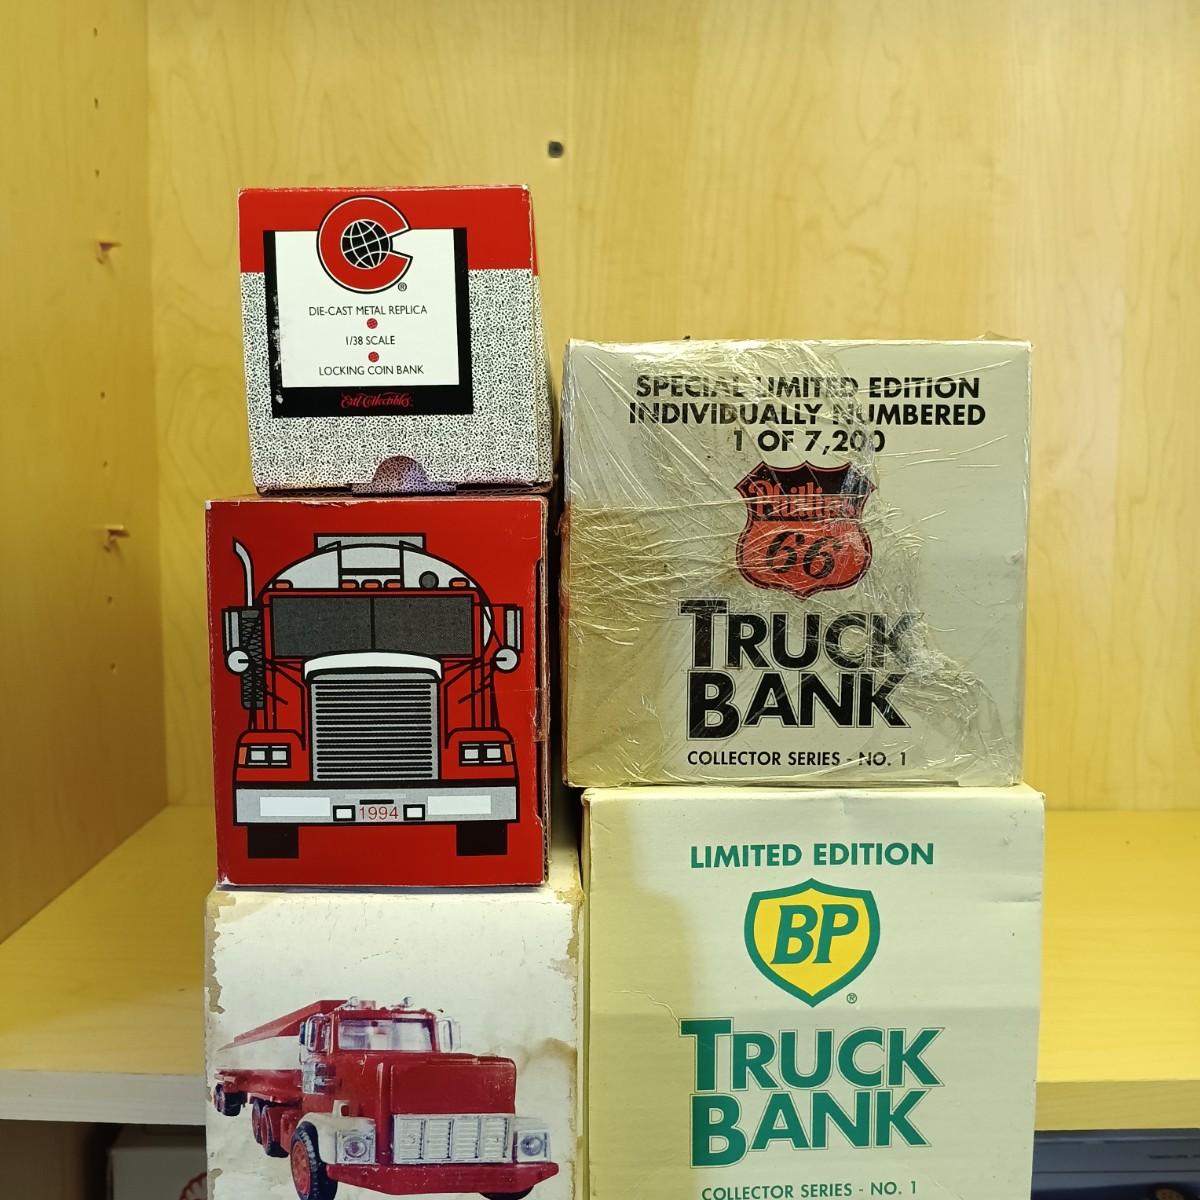 DIE-CAST METAL REPLICA
1/38 SCALE
LOCKING COIN BANK
Ertl Collectibles
1994
SPECIAL LIMITED EDITION
INDIVIDUALLY NUMBERED
1 OF 7,200
Phillips
66
TRUCK
BANK
COLLECTOR SERIES - NO. 1
LIMITED EDITION
BP
®
TRUCK
BANK
COLLECTOR SERIES - NO. 1